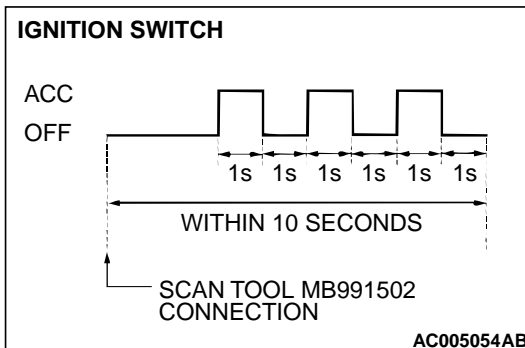 IGNITION SWITCH
ACC
OFF
1s 1s 1s 1s 1s 1s
WITHIN 10 SECONDS
SCAN TOOL MB991502
CONNECTION
AC005054AB